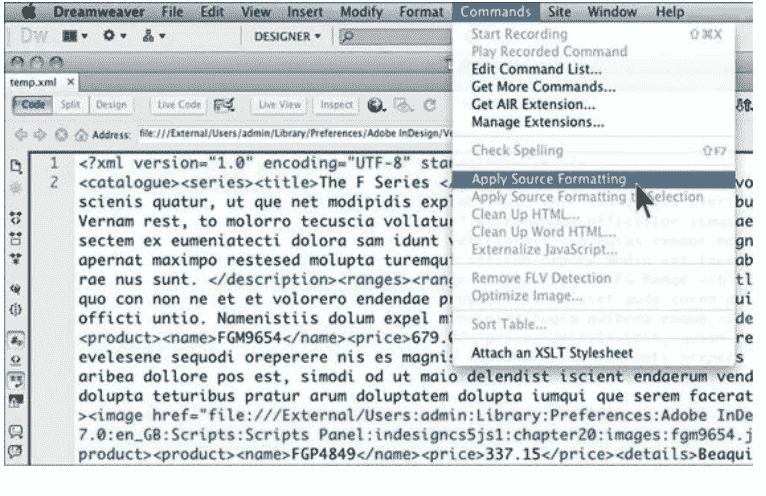 Dreamweaver File Edit View Insert Modify Format Commands Site Window Help
Dw DESIGNER
temp.xml ×
Code Split Design Live Code Live View Inspect
Address: file:///External/Users/admin/Library/Preferences/Adobe InDesign/Ve
Start Recording ⇧⌘X
Play Recorded Command
Edit Command List...
Get More Commands...
Get AIR Extension...
Manage Extensions...
Check Spelling ⇧F7
Apply Source Formatting
Apply Source Formatting to Selection
Clean Up HTML...
Clean Up Word HTML...
Externalize JavaScript...
Remove FLV Detection
Optimize Image...
Sort Table...
Attach an XSLT Stylesheet
1 <?xml version="1.0" encoding="UTF-8"
2 <catalogue><series><title>The F Series
scienis quatur, ut que net modipidis
Vernam rest, to molorro tecuscia
sectem ex eumeniatecti dolora sam idunt
apernat maximpo restesed molupta
rae nus sunt. </description><ranges>
quo con non ne et et volorero endendae
officti untio. Namenistiis dolum expel
<product><name>FGM9654</name><price>679.
evelesene sequodi oreperere nis es
aribea dollore pos est, simodi od ut maio delendist iscient endaerum vend
dolupta teturibus pratur arum doluptatem dolupta iumqui que serem facerat
><image href="file:///External/Users:admin:Library:Preferences:Adobe InDe
7.0:en_GB:Scripts:Scripts Panel:indesigncs5js1:chapter20:images:fgm9654.j
product><product><name>FGP4849</name><price>337.15</price><details>Beaqui